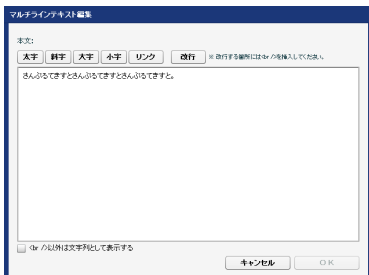 マルチラインテキスト編集
本文:
太字 斜字 大字 小字 リンク 改行 ※ 改行する箇所には<br />を挿入してください。
さんぷるてきすとさんぷるてきすとさんぷるてきすと。
<br />以外は文字列として表示する
キャンセル OK